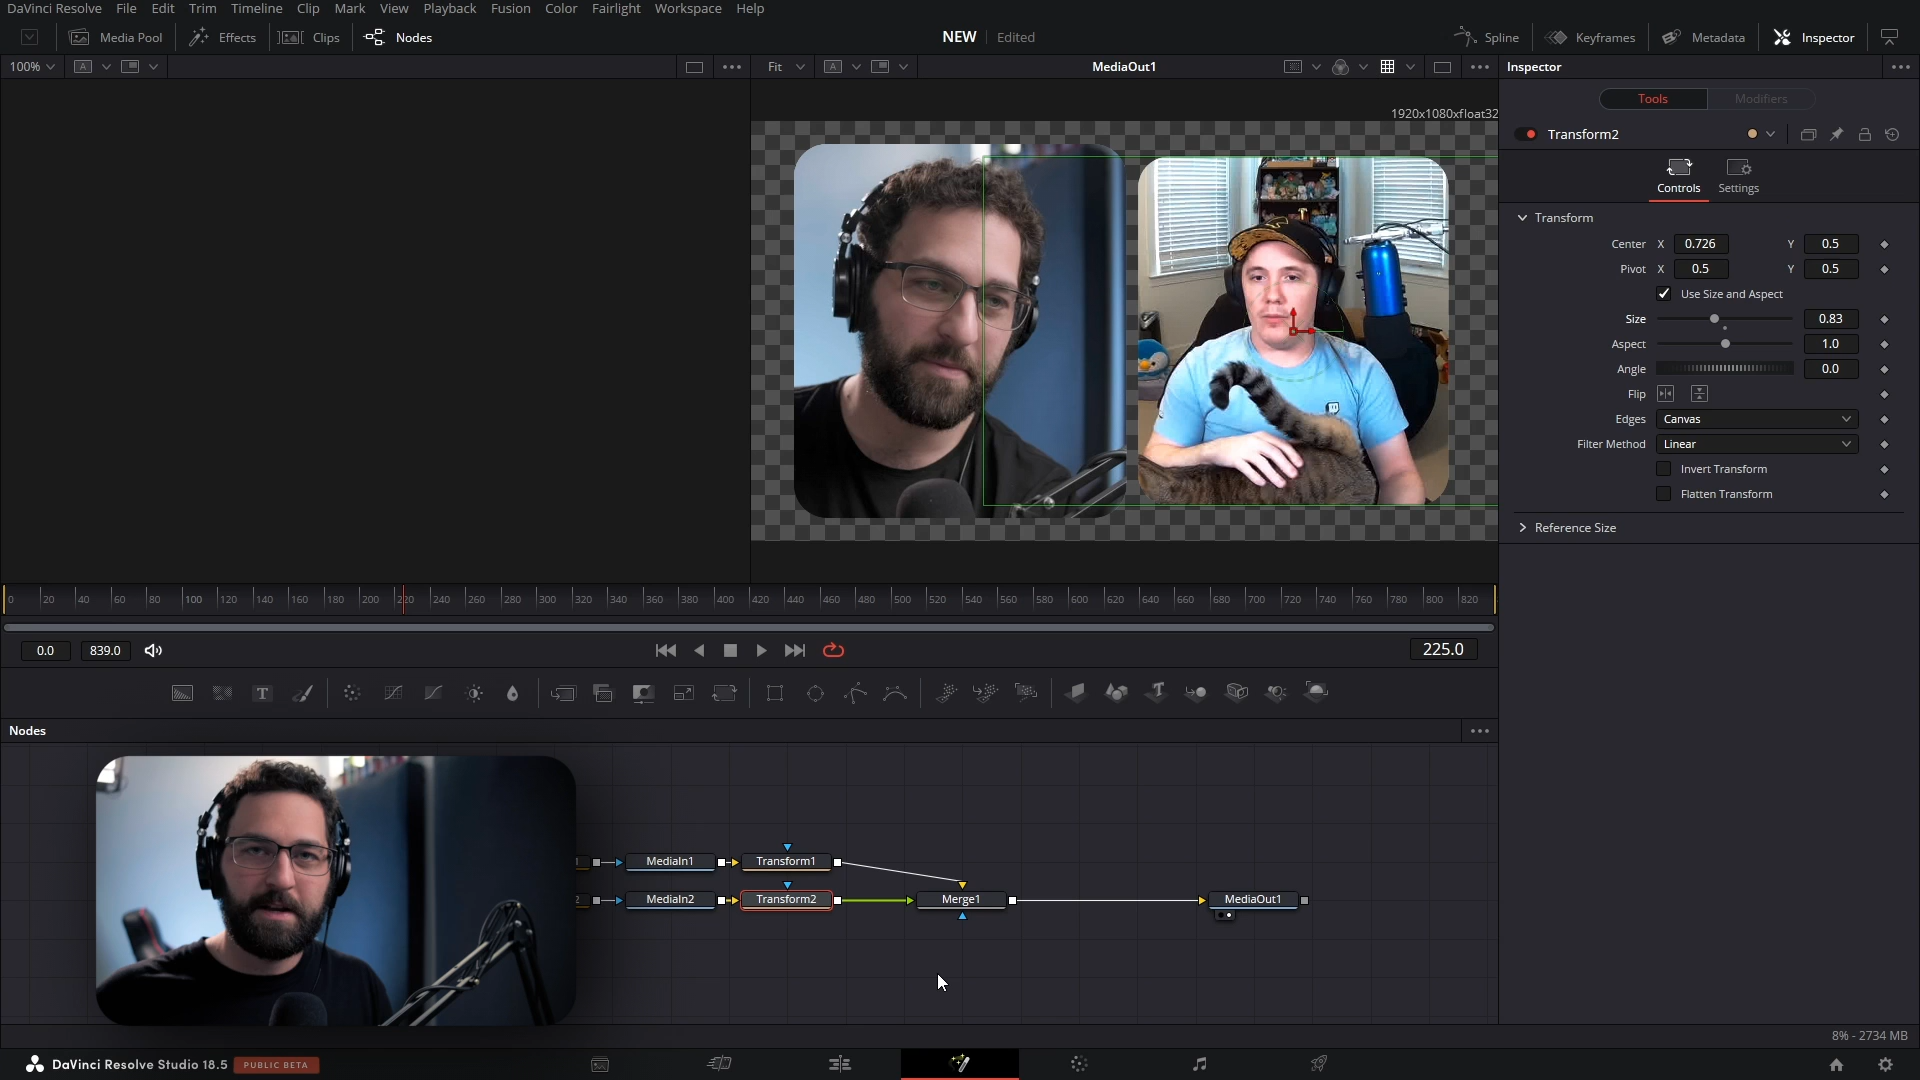 DaVinci Resolve File Edit Trim Timeline Clip Mark View Playback Fusion Color Fairlight Workspace Help
Media Pool Effects Clips Nodes NEW Edited Spline Keyframes Metadata Inspector
100% A Fit A MediaOut1 Inspector
Tools Modifiers
1920x1080xfloat32
Transform2
Controls Settings
Transform
Center X 0.726 Y 0.5
Pivot X 0.5 Y 0.5
Use Size and Aspect
Size 0.83
Aspect 1.0
Angle 0.0
Flip
Edges Canvas
Filter Method Linear
Invert Transform
Flatten Transform
Reference Size
0 20 40 60 80 100 120 140 160 180 200 220 240 260 280 300 320 340 360 380 400 420 440 460 480 500 520 540 560 580 600 620 640 660 680 700 720 740 760 780 800 820
0.0 839.0 225.0
Nodes
1 MediaIn1 Transform1
2 MediaIn2 Transform2 Merge1 MediaOut1
8% - 2734 MB
DaVinci Resolve Studio 18.5 PUBLIC BETA